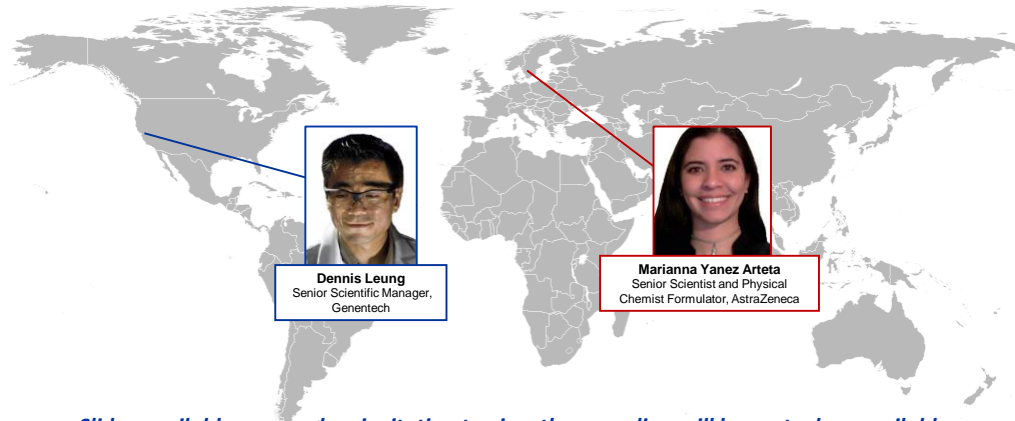 Dennis Leung
Senior Scientific Manager,
Genentech
Marianna Yanez Arteta
Senior Scientist and Physical
Chemist Formulator, AstraZeneca